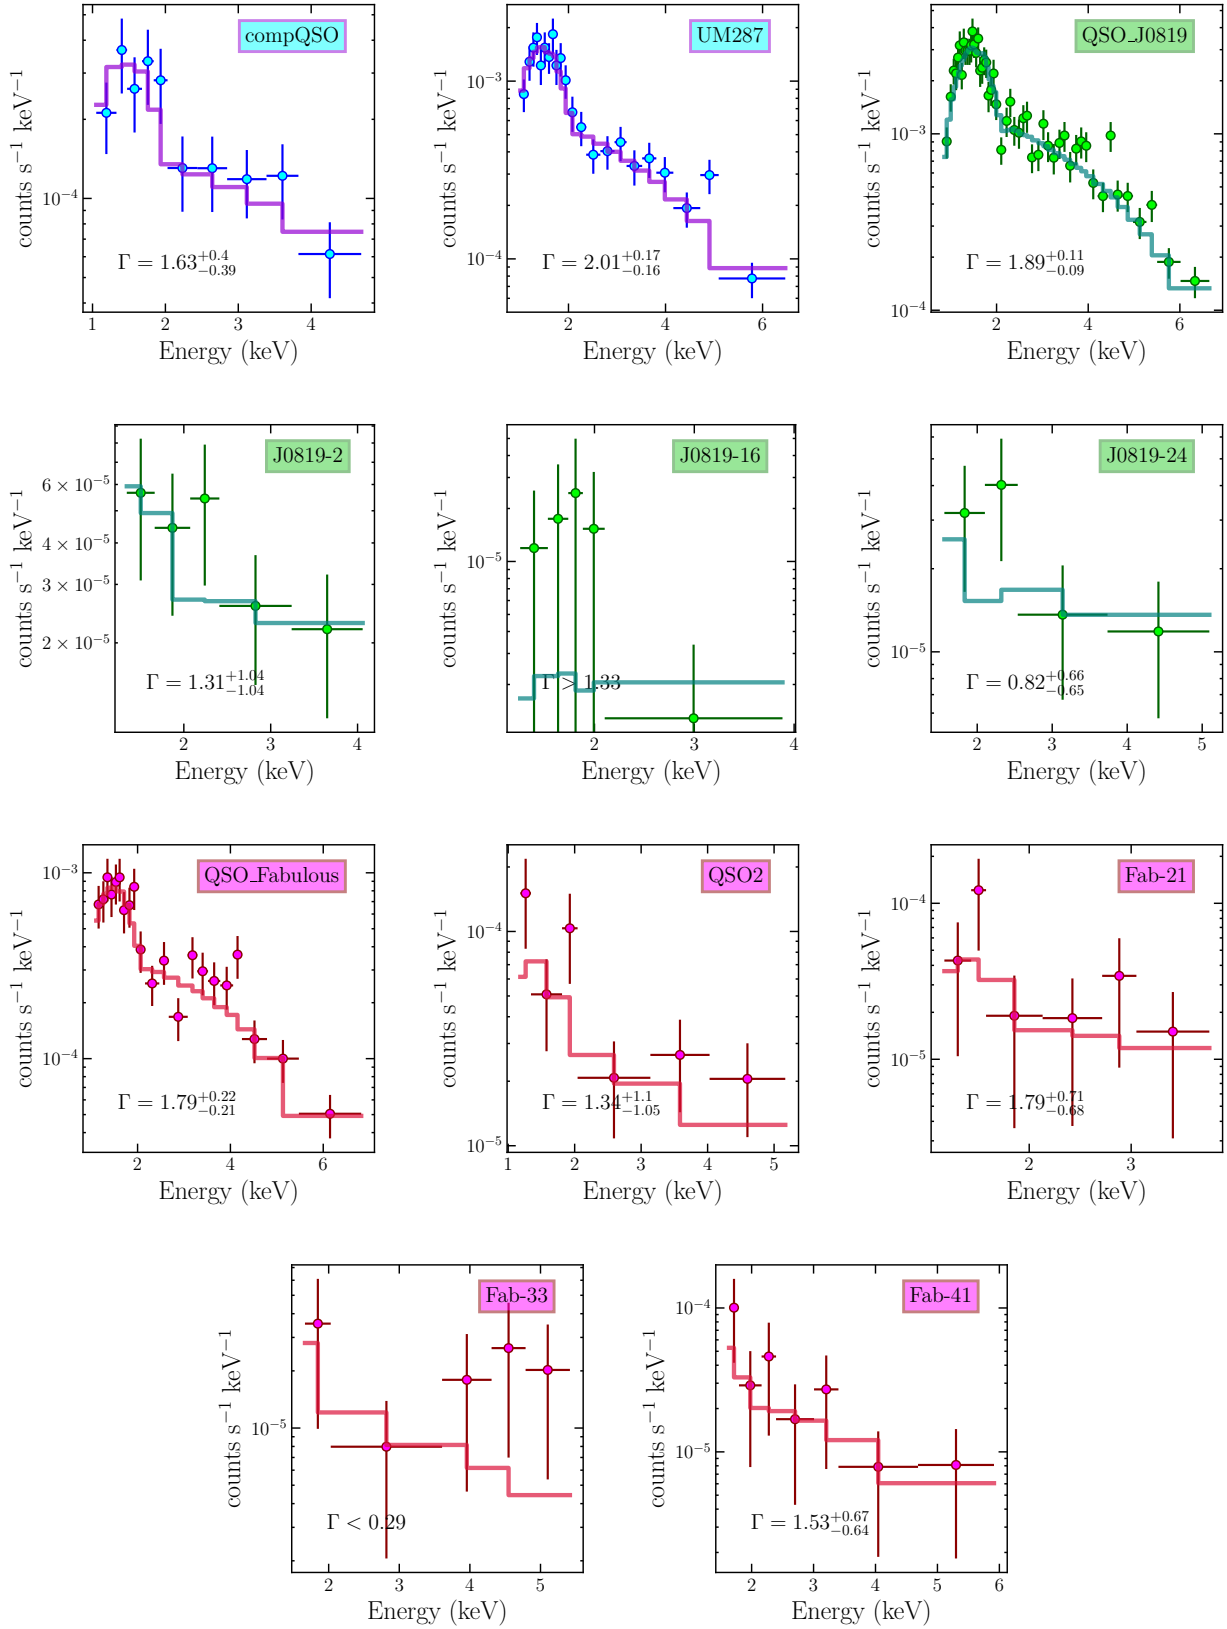 compQSO
counts s⁻¹ keV⁻¹
10⁻⁴
Γ = 1.63 +0.4 −0.39
1 2 3 4
Energy (keV)
UM287
counts s⁻¹ keV⁻¹
10⁻³
10⁻⁴
Γ = 2.01 +0.17 −0.16
2 4 6
Energy (keV)
QSO_J0819
counts s⁻¹ keV⁻¹
10⁻³
10⁻⁴
Γ = 1.89 +0.11 −0.09
2 4 6
Energy (keV)
J0819-2
counts s⁻¹ keV⁻¹
6 × 10⁻⁵
4 × 10⁻⁵
3 × 10⁻⁵
2 × 10⁻⁵
Γ = 1.31 +1.04 −1.04
2 3 4
Energy (keV)
J0819-16
counts s⁻¹ keV⁻¹
10⁻⁵
Γ > 1.33
2 3 4
Energy (keV)
J0819-24
counts s⁻¹ keV⁻¹
10⁻⁵
Γ = 0.82 +0.66 −0.65
2 3 4 5
Energy (keV)
QSO_Fabulous
counts s⁻¹ keV⁻¹
10⁻³
10⁻⁴
Γ = 1.79 +0.22 −0.21
2 4 6
Energy (keV)
QSO2
counts s⁻¹ keV⁻¹
10⁻⁴
10⁻⁵
Γ = 1.34 +1.1 −1.05
1 2 3 4 5
Energy (keV)
Fab-21
counts s⁻¹ keV⁻¹
10⁻⁴
10⁻⁵
Γ = 1.79 +0.71 −0.68
2 3
Energy (keV)
Fab-33
counts s⁻¹ keV⁻¹
10⁻⁵
Γ < 0.29
2 3 4 5
Energy (keV)
Fab-41
counts s⁻¹ keV⁻¹
10⁻⁴
10⁻⁵
Γ = 1.53 +0.67 −0.64
2 3 4 5 6
Energy (keV)